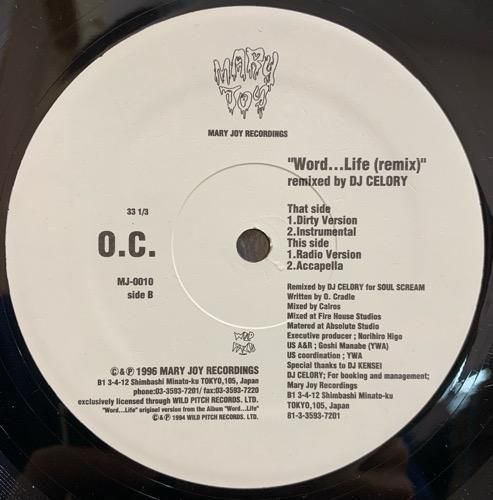 MARY
JOY
MARY JOY RECORDINGS
"Word...Life (remix)"
remixed by DJ CELORY
33 1/3
O.C.
MJ-0010
side B
That side
1.Dirty Version
2.Instrumental
This side
1.Radio Version
2.Accapella
Remixed by DJ CELORY for SOUL SCREAM
Written by O. Cradle
Mixed by Calros
Mixed at Fire House Studios
Matered at Absolute Studio
Executive producer ; Norihiro Higo
US A&R ; Goshi Manabe (YWA)
US coordination ; YWA
Special thanks to DJ KENSEI
DJ CELORY; For booking and management;
Mary Joy Recordings
B1 3-4-12 Shimbashi Minato-ku
TOKYO,105, Japan
B1-3-3593-7201
WILD
PITCH
©&℗ 1996 MARY JOY RECORDINGS
B1 3-4-12 Shimbashi Minato-ku TOKYO,105, Japan
phone:03-3593-7201/ fax:03-3593-7220
exclusively licensed through WILD PITCH RECORDS. LTD.
"Word...Life" original version from the Album "Word...Life"
©&℗ 1994 WILD PITCH RECORDS. LTD.